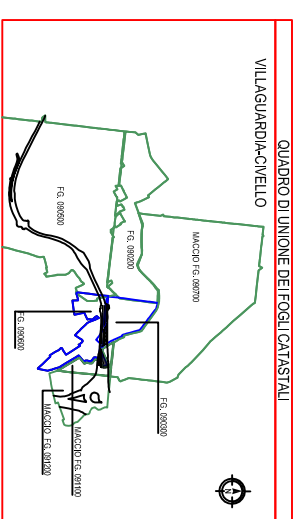 QUADRO DI UNIONE DEI FOGLI CATASTALI
VILLAGUARDIA-CIVELLO
MACCIO FG. 090700
FG. 090200
FG. 090500
FG. 090300
FG. 090600
MACCIO FG. 091100
MACCIO FG. 091200
N